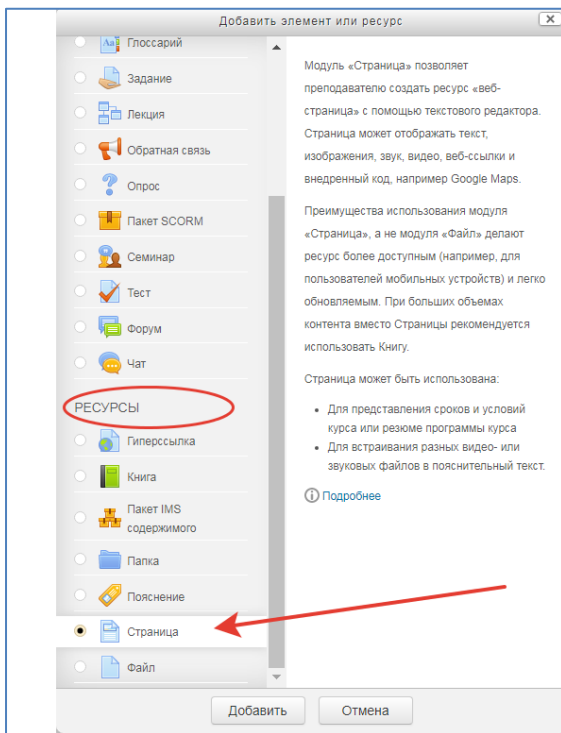 Добавить элемент или ресурс
Глоссарий
Задание
Лекция
Обратная связь
Опрос
Пакет SCORM
Семинар
Тест
Форум
Чат
РЕСУРСЫ
Гиперссылка
Книга
Пакет IMS
содержимого
Папка
Пояснение
Страница
Файл
Модуль «Страница» позволяет
преподавателю создать ресурс «веб-
страница» с помощью текстового редактора.
Страница может отображать текст,
изображения, звук, видео, веб-ссылки и
внедренный код, например Google Maps.
Преимущества использования модуля
«Страница», а не модуля «Файл» делают
ресурс более доступным (например, для
пользователей мобильных устройств) и легко
обновляемым. При больших объемах
контента вместо Страницы рекомендуется
использовать Книгу.
Страница может быть использована:
• Для представления сроков и условий
курса или резюме программы курса
• Для встраивания разных видео- или
звуковых файлов в пояснительный текст.
Подробнее
Добавить
Отмена